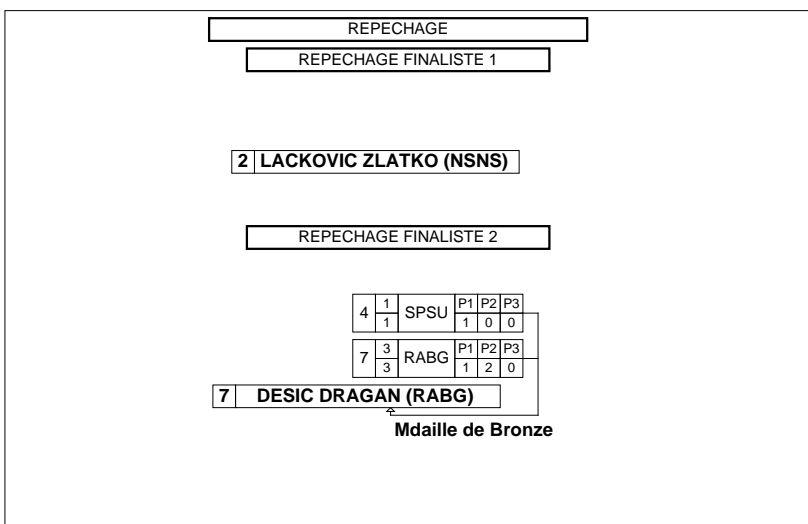 REPECHAGE
REPECHAGE FINALISTE 1
2 LACKOVIC ZLATKO (NSNS)
REPECHAGE FINALISTE 2
4 1 SPSU P1 P2 P3
1 1 0 0
7 3 RABG P1 P2 P3
3 1 2 0
7 DESIC DRAGAN (RABG)
Mdaille de Bronze